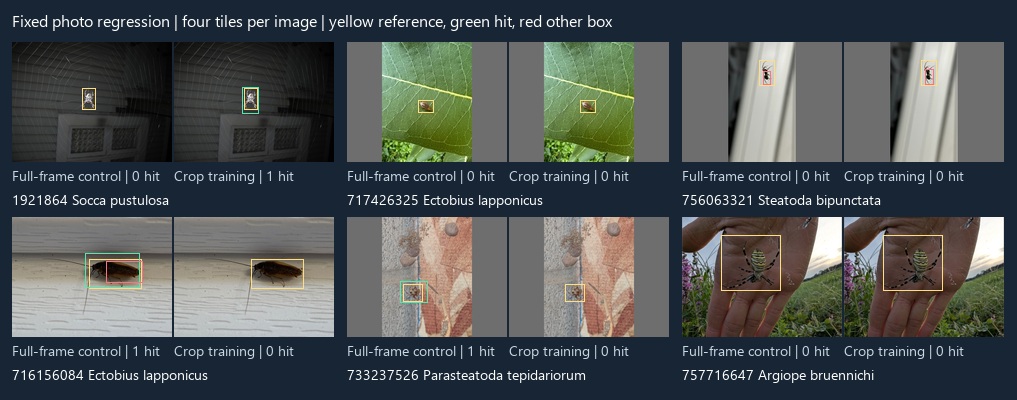 Fixed photo regression | four tiles per image | yellow reference, green hit, red other box
Full-frame control | 0 hit Crop training | 1 hit
1921864 Socca pustulosa
Full-frame control | 0 hit Crop training | 0 hit
717426325 Ectobius lapponicus
Full-frame control | 0 hit Crop training | 0 hit
756063321 Steatoda bipunctata
Full-frame control | 1 hit Crop training | 0 hit
716156084 Ectobius lapponicus
Full-frame control | 1 hit Crop training | 0 hit
733237526 Parasteatoda tepidariorum
Full-frame control | 0 hit Crop training | 0 hit
757716647 Argiope bruennichi